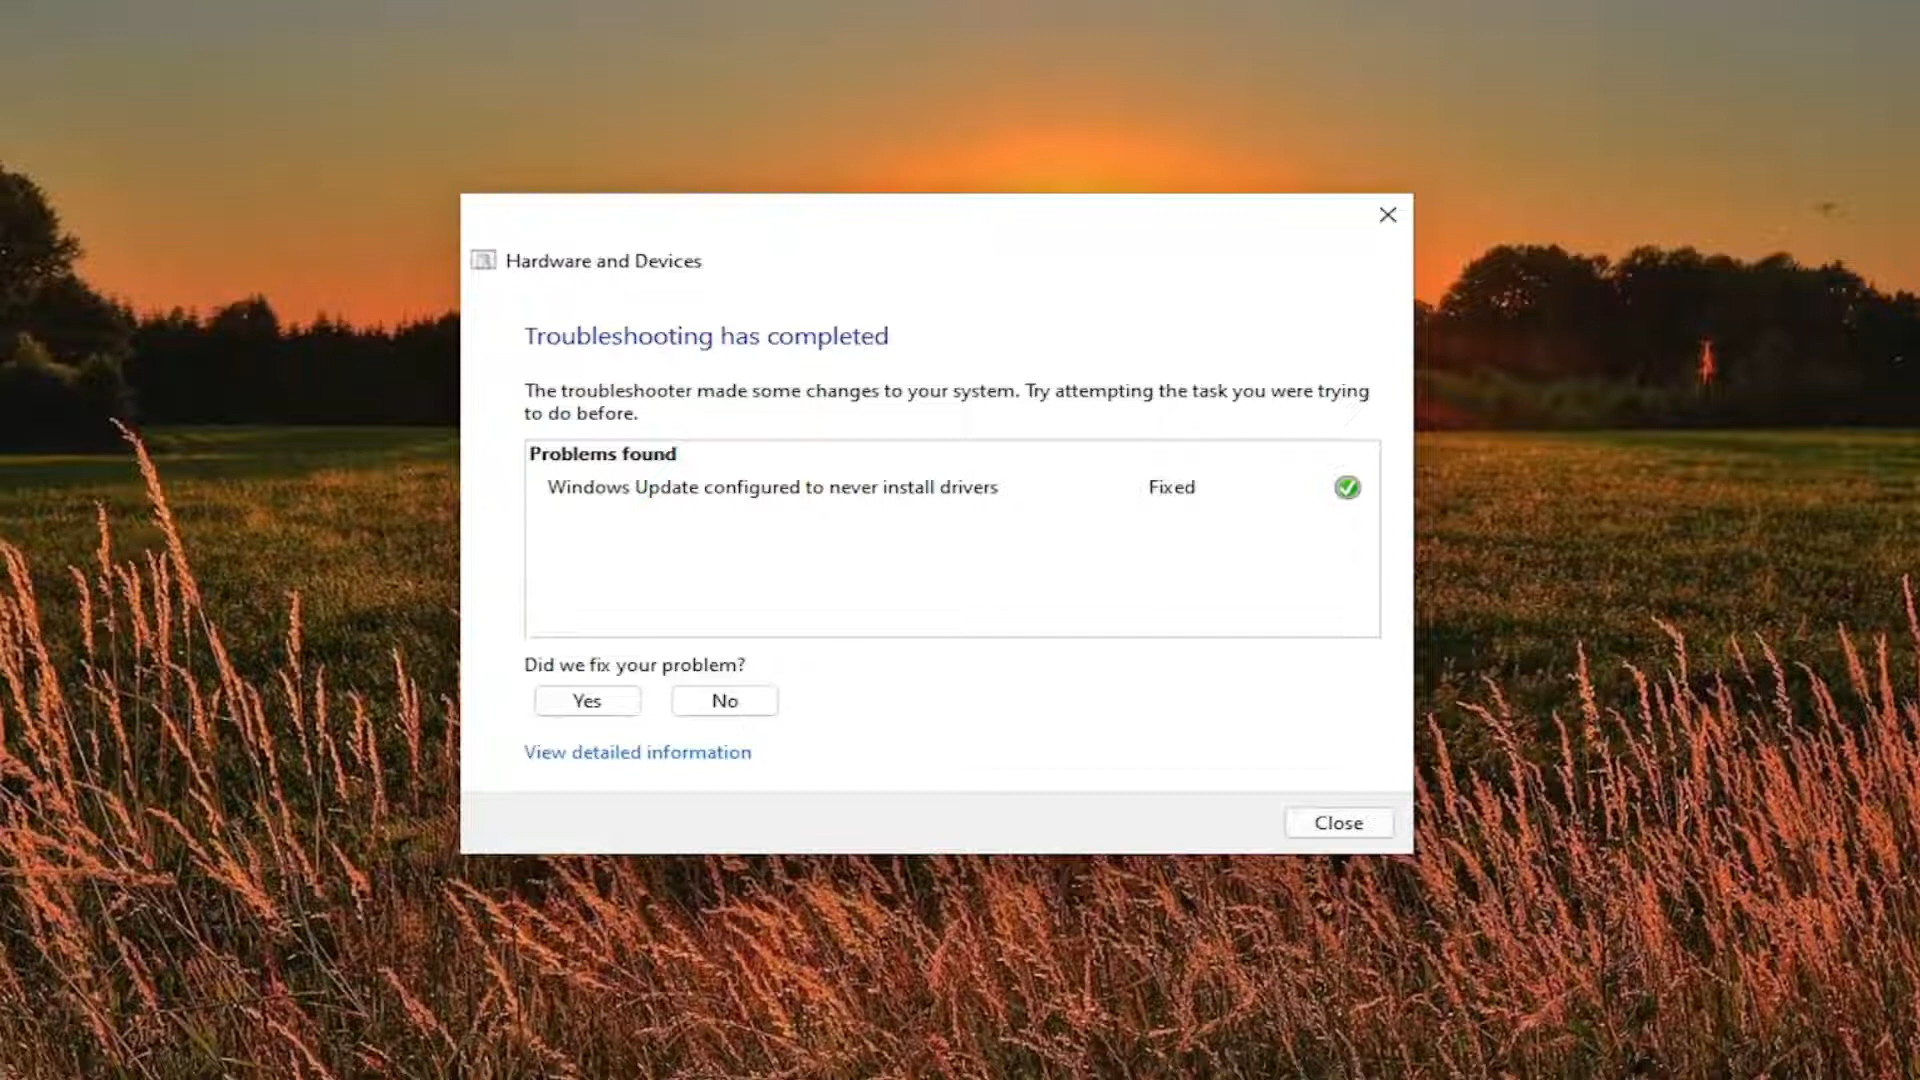 Hardware and Devices
Troubleshooting has completed
The troubleshooter made some changes to your system. Try attempting the task you were trying
to do before.
Problems found
Windows Update configured to never install drivers Fixed
Did we fix your problem?
Yes No
View detailed information
Close